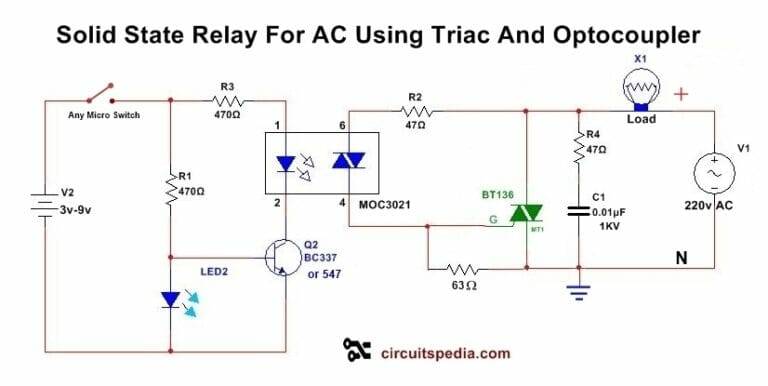 Solid State Relay For AC Using Triac And Optocoupler
X1
+
Load
Any Micro Switch
R3
470Ω
R2
47Ω
1
6
R4
47Ω
V1
+
220v AC
R1
470Ω
V2
3v-9v
2
4
MOC3021
BT136
G
MT1
C1
0.01µF
1KV
Q2
BC337
or 547
LED2
63Ω
N
circuitspedia.com